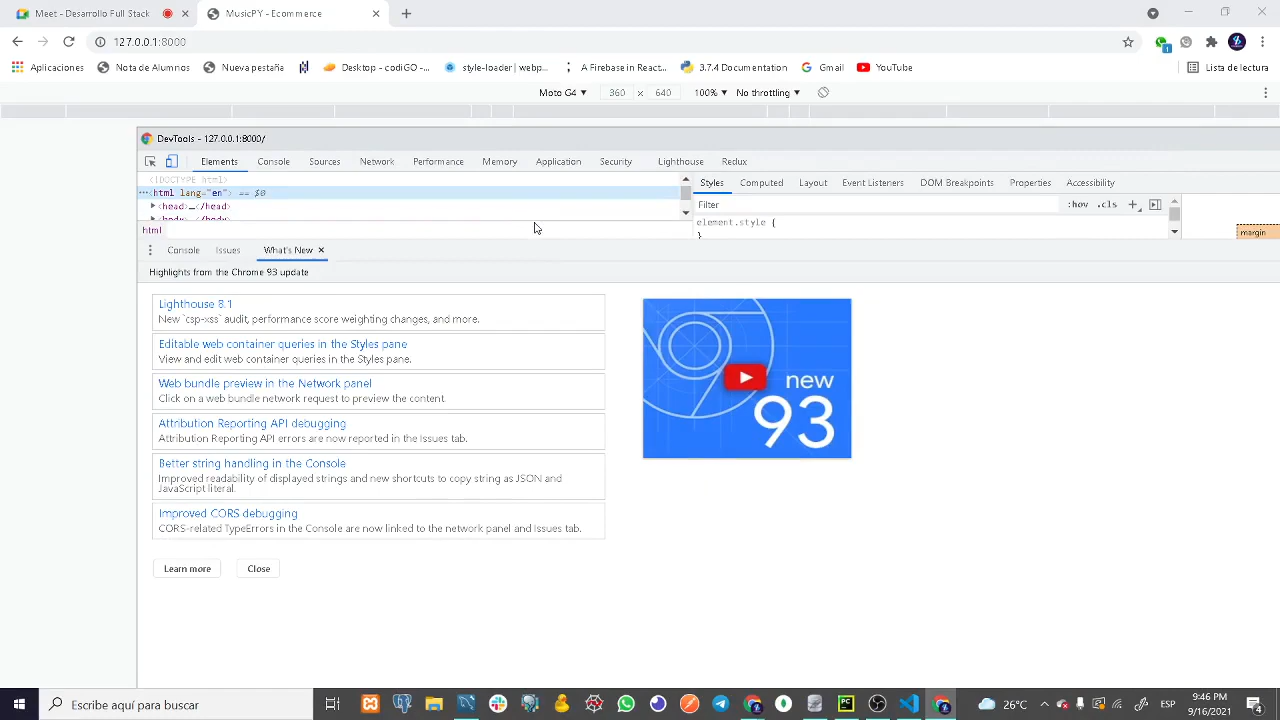 Meet - Desarrollo Full Stack
MusicPY - Ecommerce
127.0.0.1:8000
Aplicaciones
Nota de Alumnos
Nueva pestaña
Desktop - codiGO -...
style-loader | webp...
A Firebase in React...
3.7.4 Documentation
Gmail
YouTube
Lista de lectura
Moto G4 ▼ 360 x 640 100% ▼ No throttling ▼
DevTools - 127.0.0.1:8000/
Elements Console Sources Network Performance Memory Application Security Lighthouse Redux
<!DOCTYPE html>
<html lang="en"> == $0
<head>…</head>
<body>…</body>
html
Styles Computed Layout Event Listeners DOM Breakpoints Properties Accessibility
Filter
:hov .cls
element.style {
}
margin
Console Issues What's New
Highlights from the Chrome 93 update
Lighthouse 8.1
New `csp-xss` audit, performance score weighting changes, and more.
Editable web container queries in the Styles pane
View and edit web container queries in the Styles pane.
Web bundle preview in the Network panel
Click on a web bundle network request to preview the content.
Attribution Reporting API debugging
Attribution Reporting API errors are now reported in the Issues tab.
Better string handling in the Console
Improved readability of displayed strings and new shortcuts to copy string as JSON and
JavaScript literal.
Improved CORS debugging
CORS-related TypeErrors in the Console are now linked to the network panel and Issues tab.
new
93
Learn more
Close
Escribe aquí para buscar
26°C
ESP
9:46 PM
9/16/2021